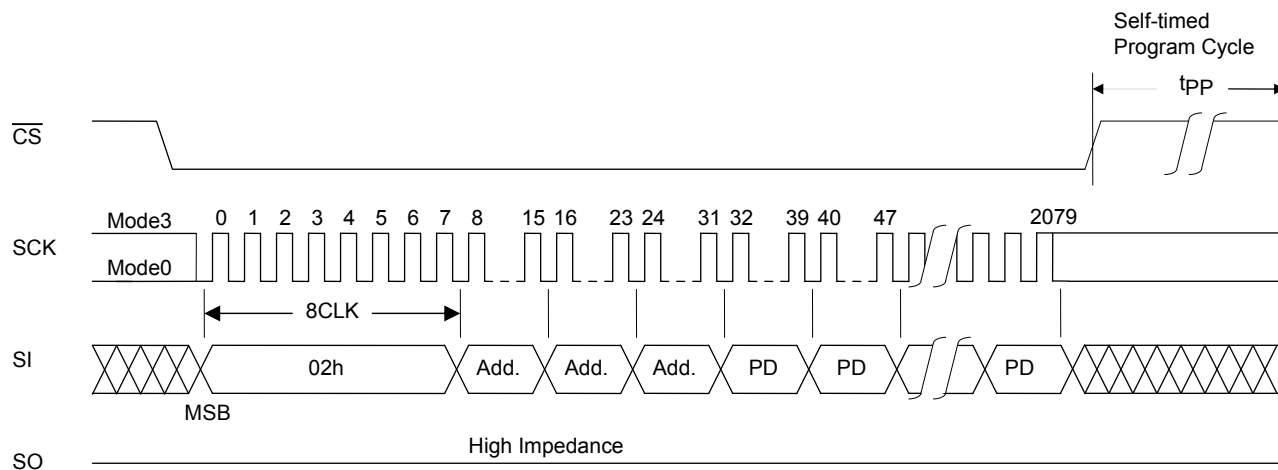 Self-timed
Program Cycle
tPP
CS
SCK
Mode3
0 1 2 3 4 5 6 7 8 15 16 23 24 31 32 39 40 47 2079
Mode0
8CLK
SI
02h Add. Add. Add. PD PD PD
MSB
High Impedance
SO